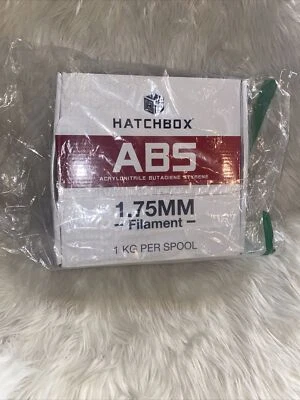 HATCHBOX
ABS
ACRYLONITRILE BUTADIENE STYRENE
1.75MM
Filament
1 KG PER SPOOL